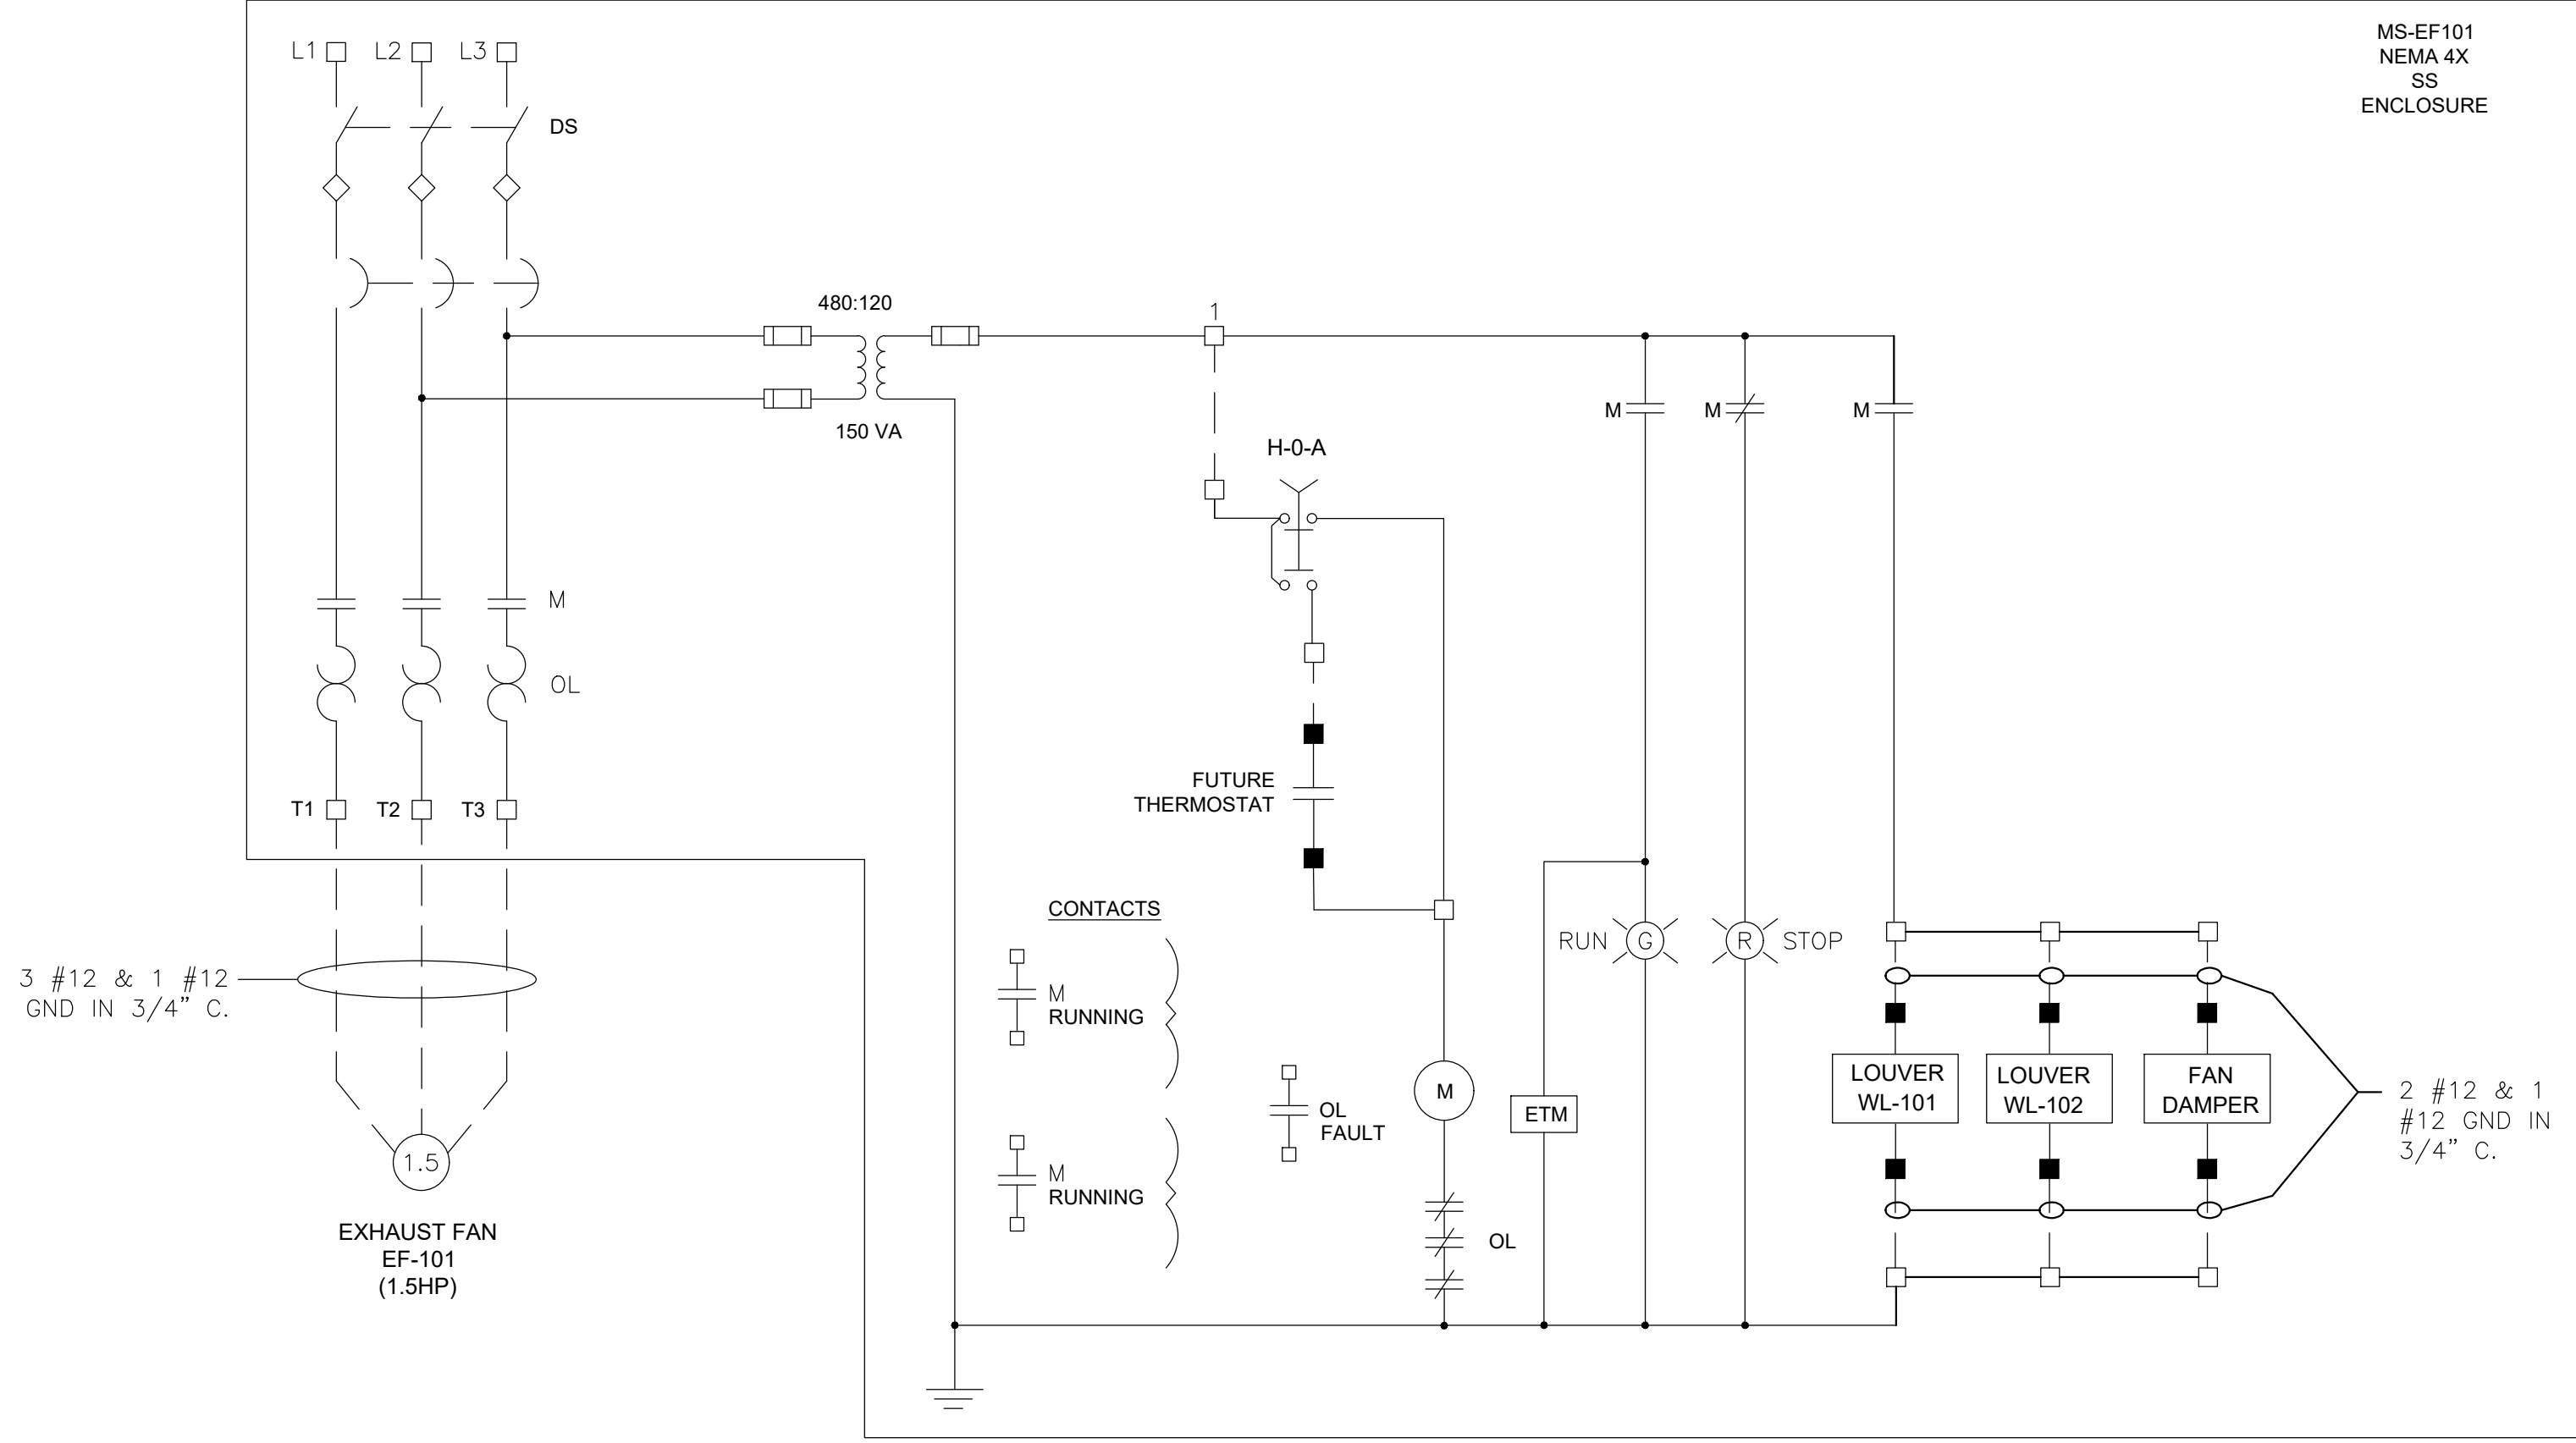 MS-EF101
NEMA 4X
SS
ENCLOSURE
L1
L2
L3
DS
480:120
150 VA
1
H-0-A
M
M
M
M
OL
T1
T2
T3
FUTURE
THERMOSTAT
CONTACTS
M
RUNNING
M
RUNNING
OL
FAULT
M
OL
ETM
RUN
G
R
STOP
LOUVER
WL-101
LOUVER
WL-102
FAN
DAMPER
2 #12 & 1
#12 GND IN
3/4" C.
3 #12 & 1 #12
GND IN 3/4" C.
1.5
EXHAUST FAN
EF-101
(1.5HP)